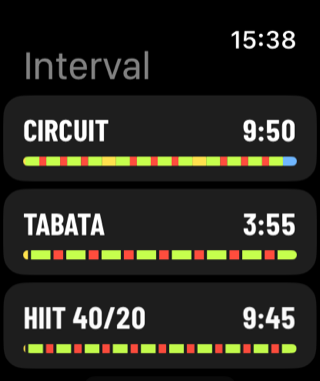 15:38
Interval
CIRCUIT 9:50
TABATA 3:55
HIIT 40/20 9:45